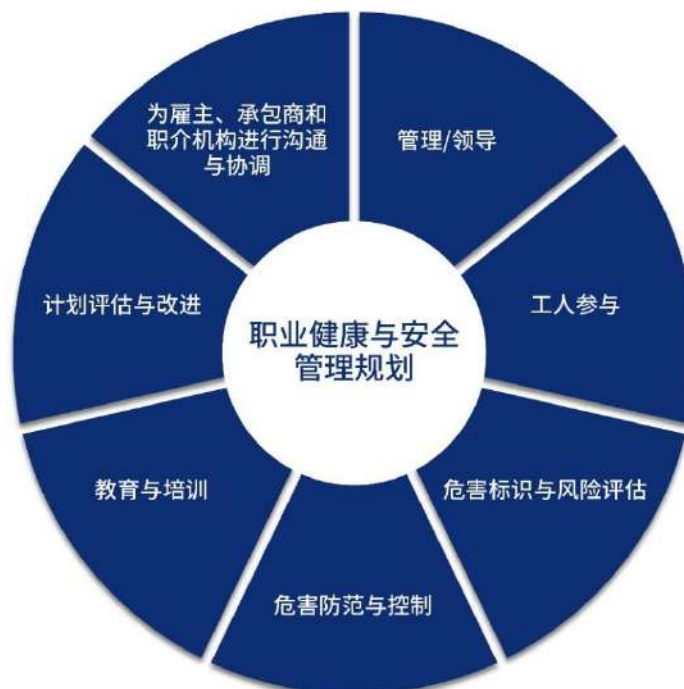 为雇主、承包商和
职介机构进行沟通
与协调
管理/领导
工人参与
危害标识与风险评估
危害防范与控制
教育与培训
计划评估与改进
职业健康与安全
管理规划